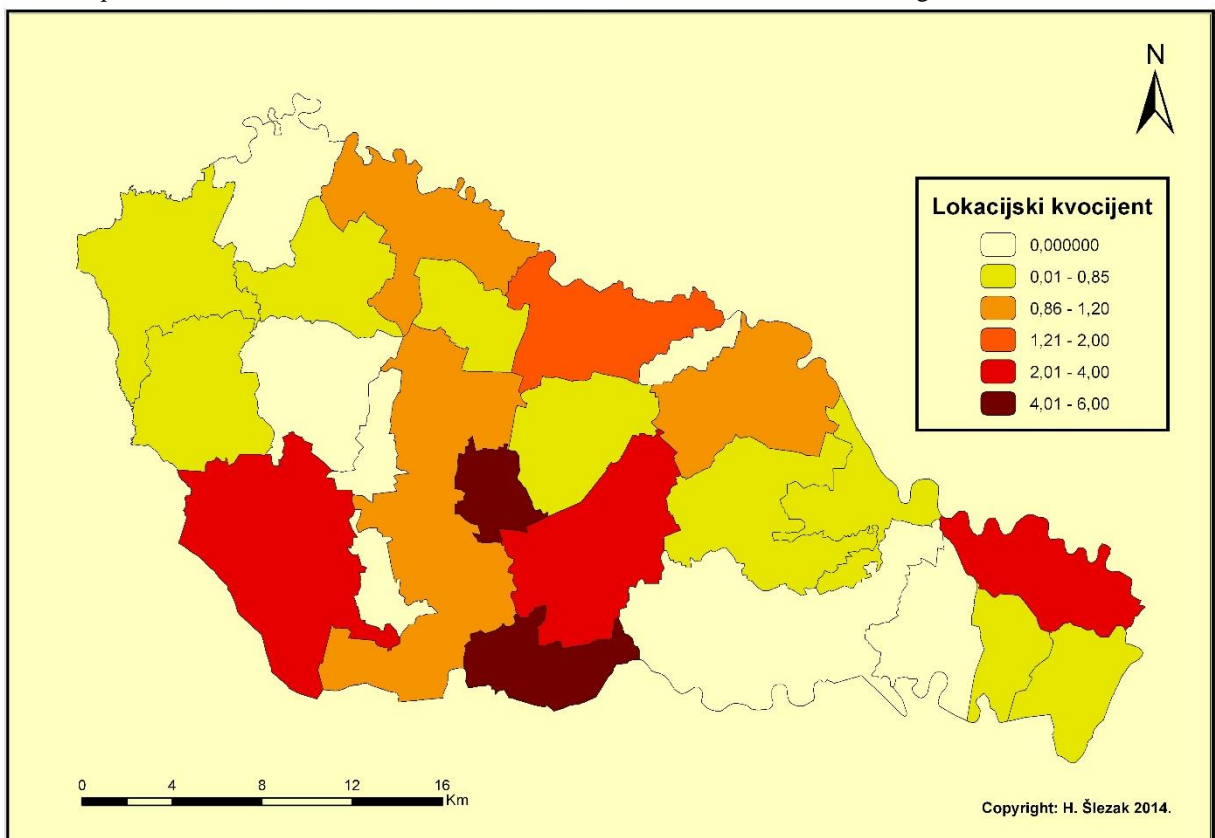 N
Lokacijski kvocijent
0,000000
0,01 - 0,85
0,86 - 1,20
1,21 - 2,00
2,01 - 4,00
4,01 - 6,00
0 4 8 12 16
Km
Copyright: H. Šlezak 2014.